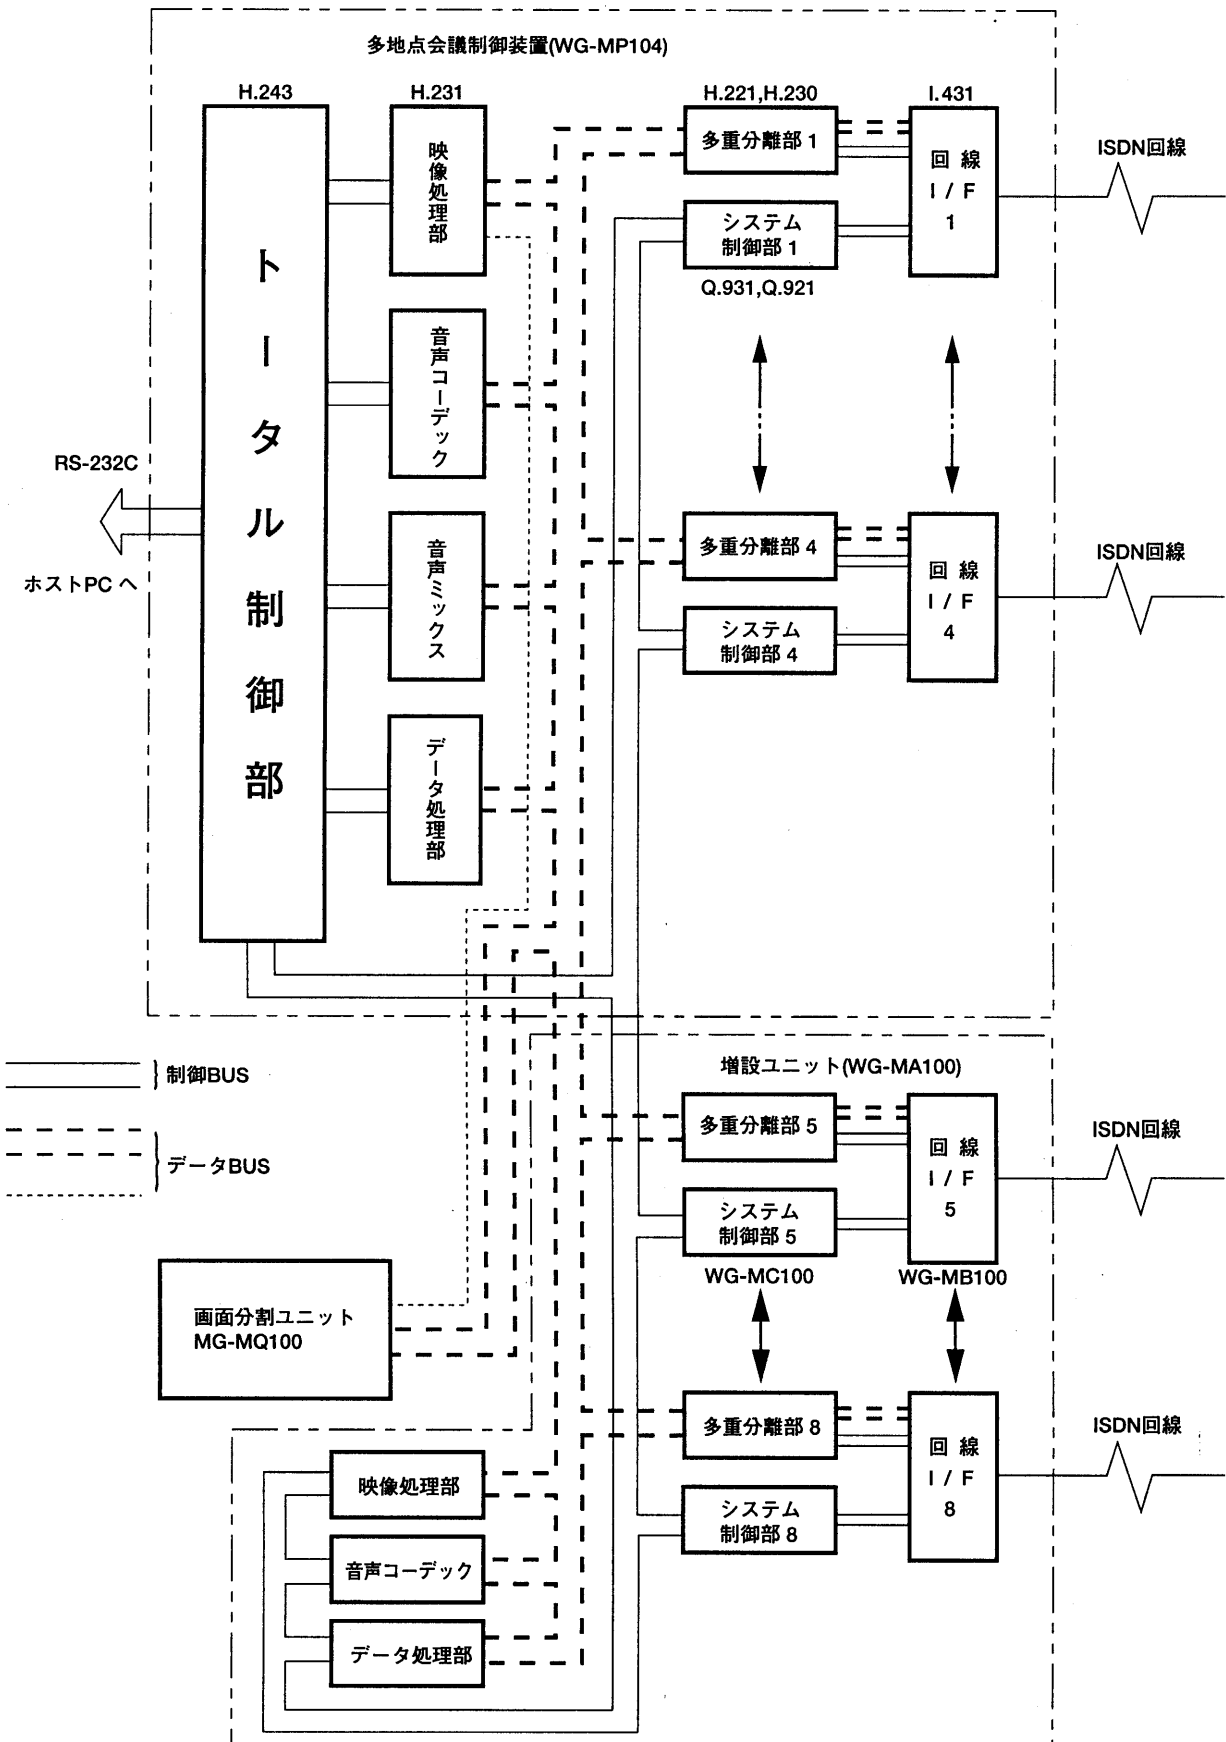 多地点会議制御装置(WG-MP104)
H.243
H.231
H.221,H.230
I.431
トータル制御部
映像処理部
音声コーデック
音声ミックス
データ処理部
多重分離部 1
システム
制御部 1
Q.931,Q.921
回 線
I / F
1
ISDN回線
RS-232C
ホストPC へ
多重分離部 4
システム
制御部 4
回 線
I / F
4
ISDN回線
制御BUS
データBUS
増設ユニット(WG-MA100)
多重分離部 5
システム
制御部 5
WG-MC100
回 線
I / F
5
WG-MB100
ISDN回線
画面分割ユニット
MG-MQ100
多重分離部 8
システム
制御部 8
回 線
I / F
8
ISDN回線
映像処理部
音声コーデック
データ処理部